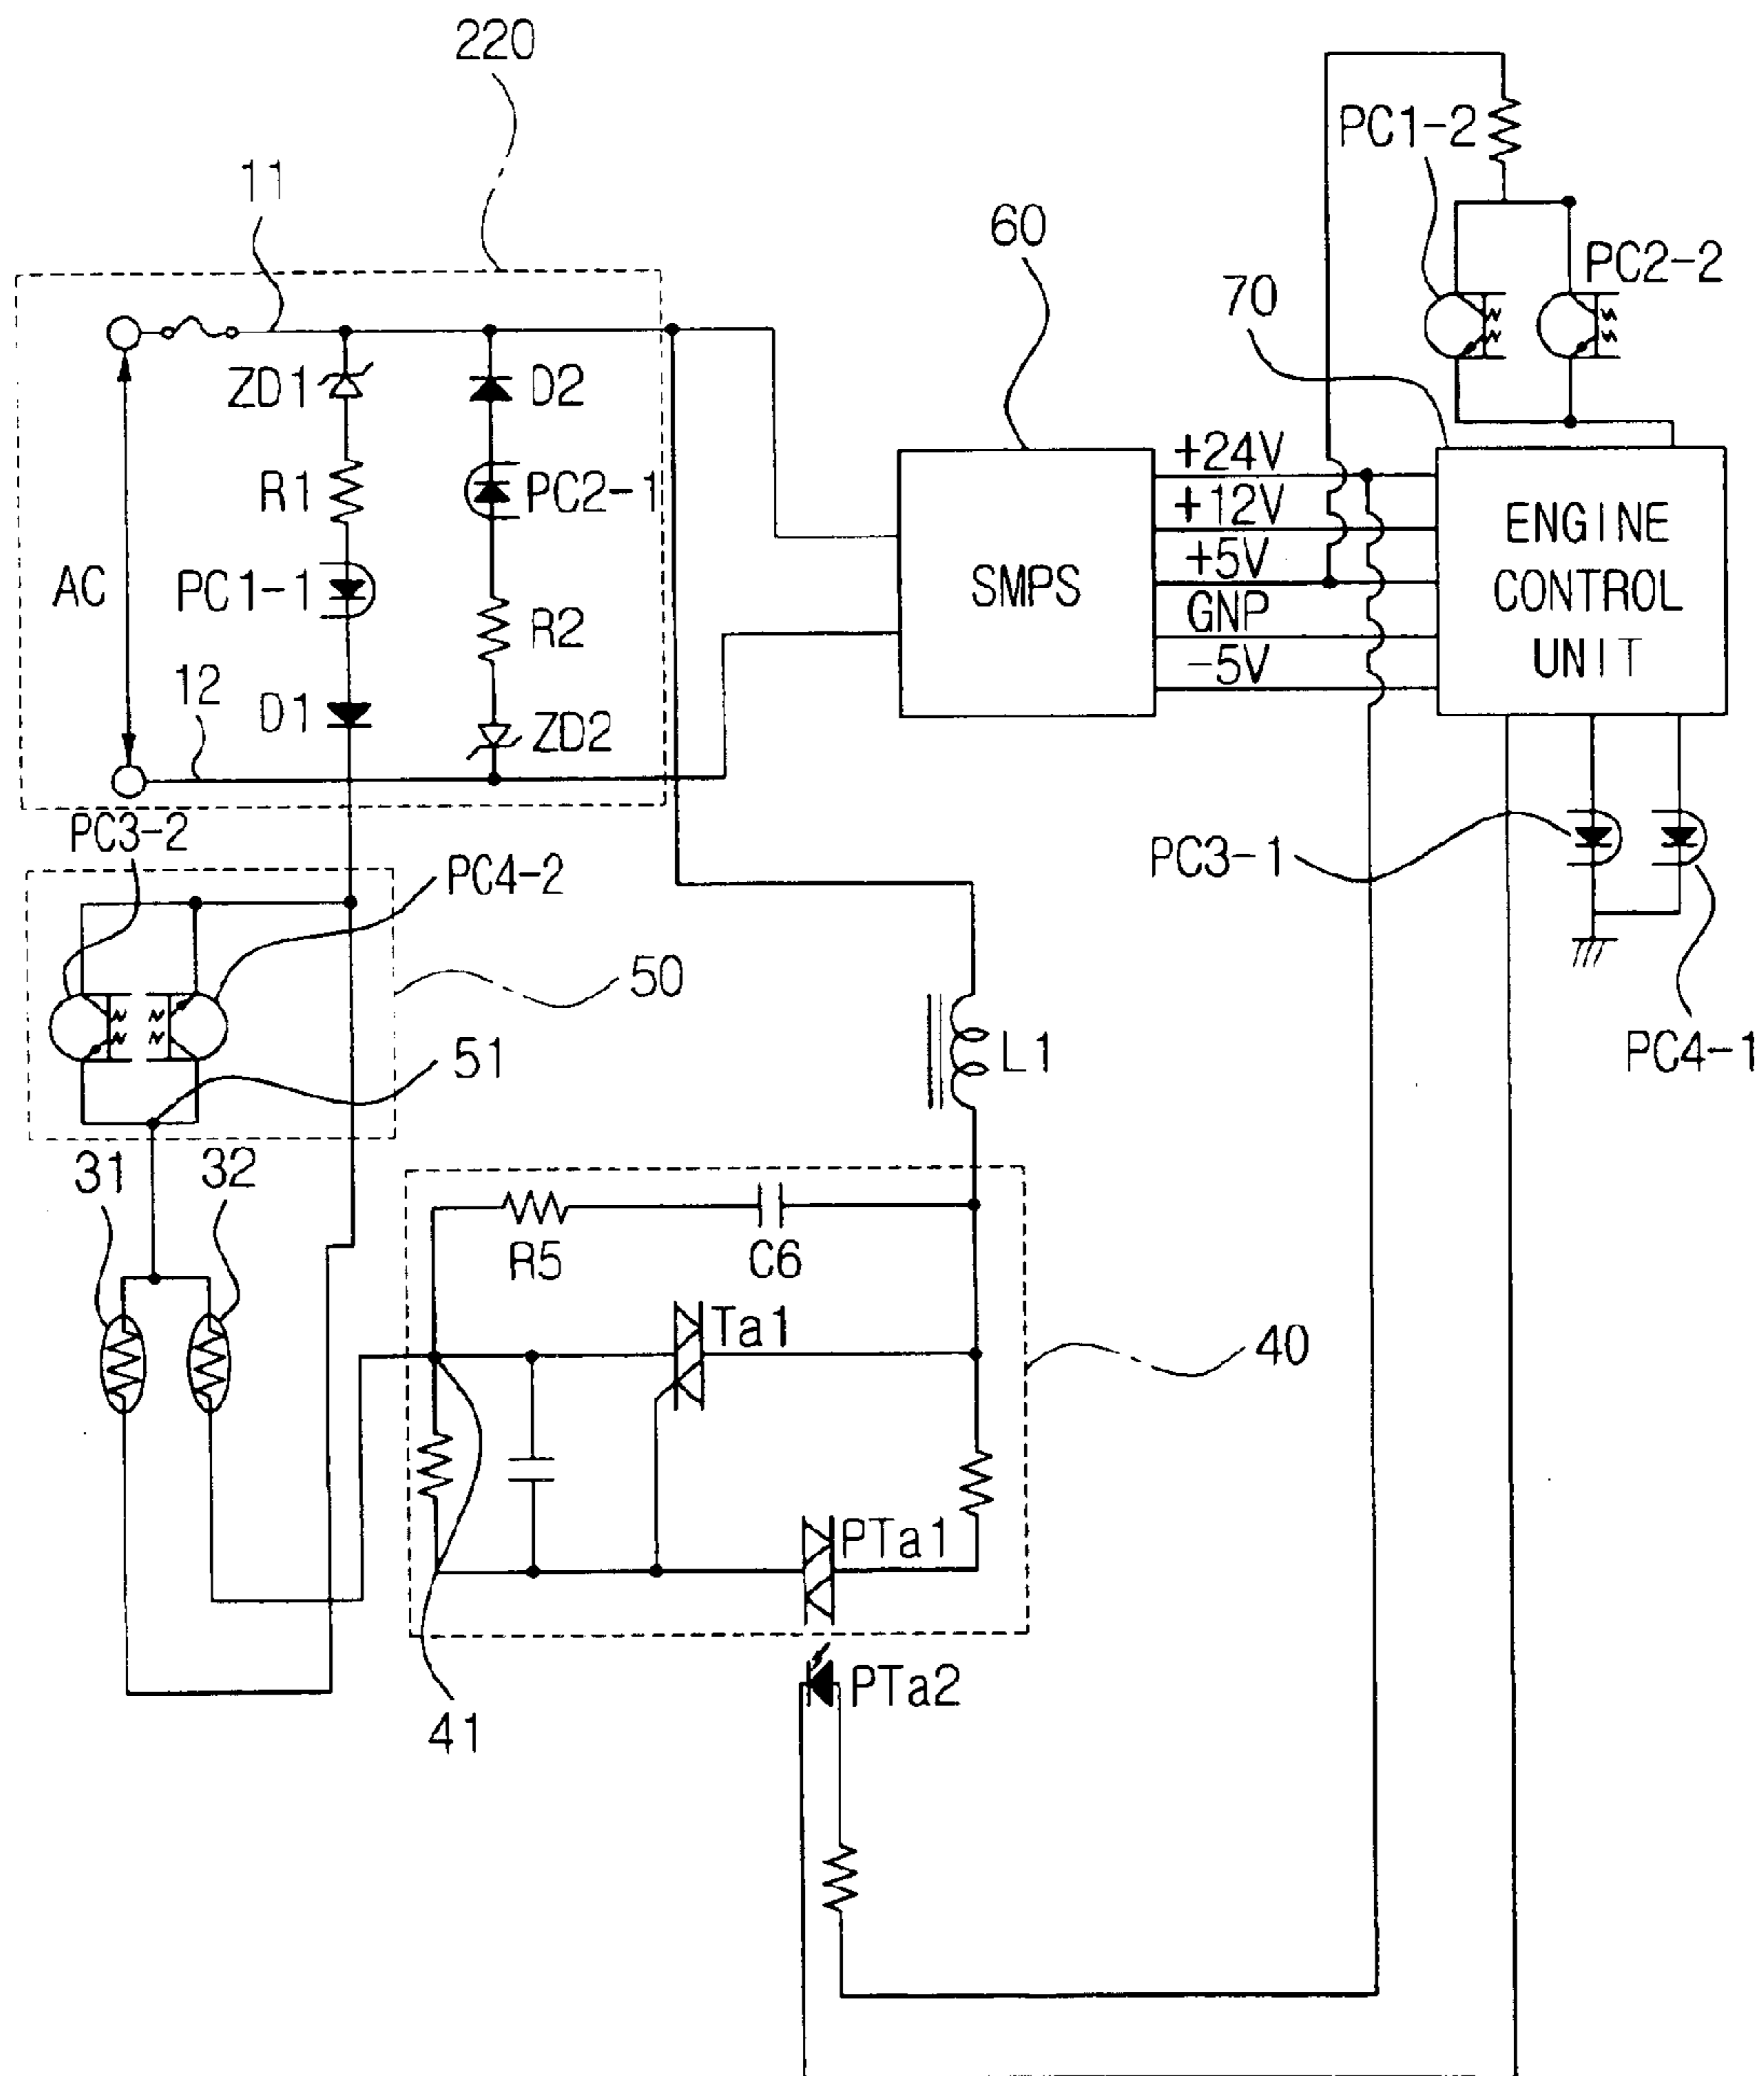 220
11
PC1-2
60
PC2-2
70
ZD1
D2
+24V
R1
PC2-1
+12V
ENGINE
+5V
AC
PC1-1
SMPS
CONTROL
GNP
R2
-5V
UNIT
12
D1
ZD2
PC3-2
PC4-2
PC3-1
50
51
L1
PC4-1
31
32
R5
C6
Ta1
40
PTa1
PTa2
41